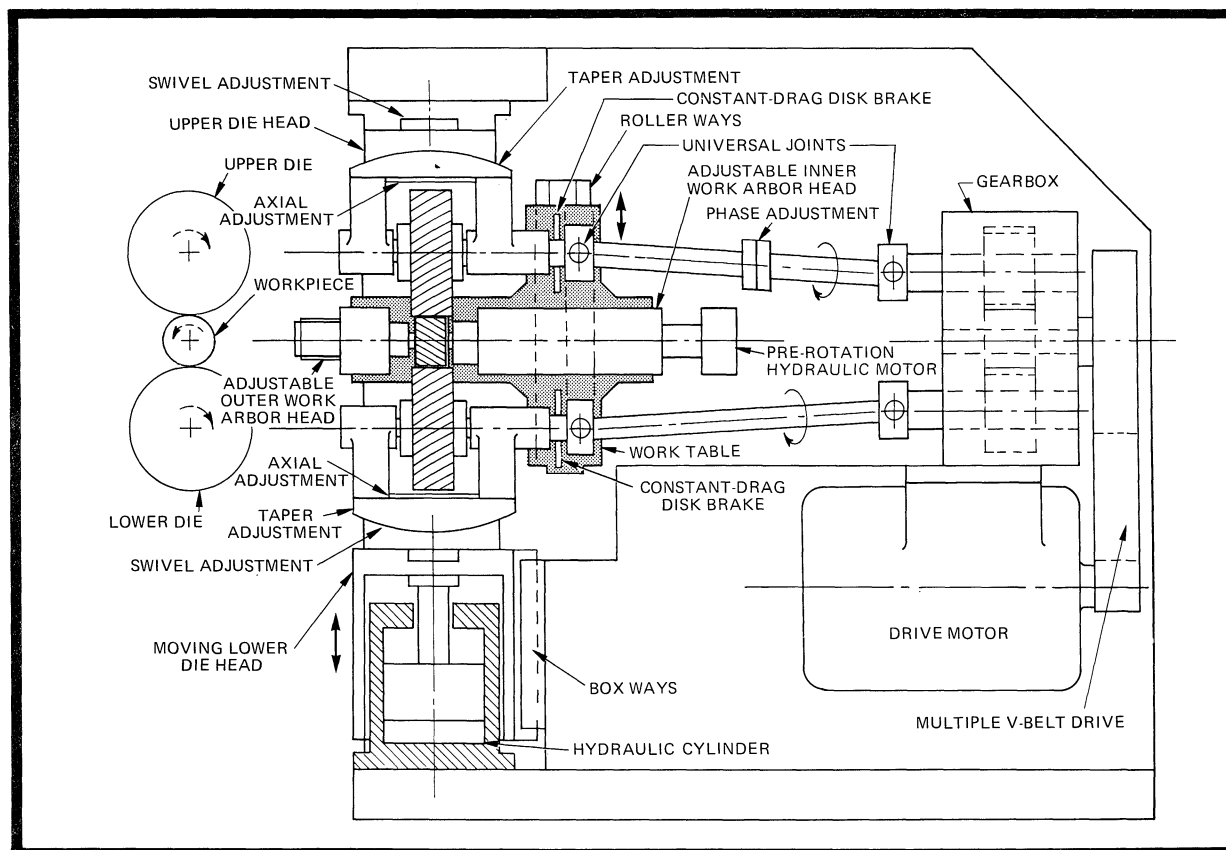 SWIVEL ADJUSTMENT
UPPER DIE HEAD
UPPER DIE
AXIAL
ADJUSTMENT
WORKPIECE
ADJUSTABLE
OUTER WORK
ARBOR HEAD
AXIAL
ADJUSTMENT
LOWER DIE
TAPER
ADJUSTMENT
SWIVEL ADJUSTMENT
MOVING LOWER
DIE HEAD
TAPER ADJUSTMENT
CONSTANT-DRAG DISK BRAKE
ROLLER WAYS
UNIVERSAL JOINTS
ADJUSTABLE INNER
WORK ARBOR HEAD
PHASE ADJUSTMENT
GEARBOX
PRE-ROTATION
HYDRAULIC MOTOR
WORK TABLE
CONSTANT-DRAG
DISK BRAKE
DRIVE MOTOR
BOX WAYS
MULTIPLE V-BELT DRIVE
HYDRAULIC CYLINDER